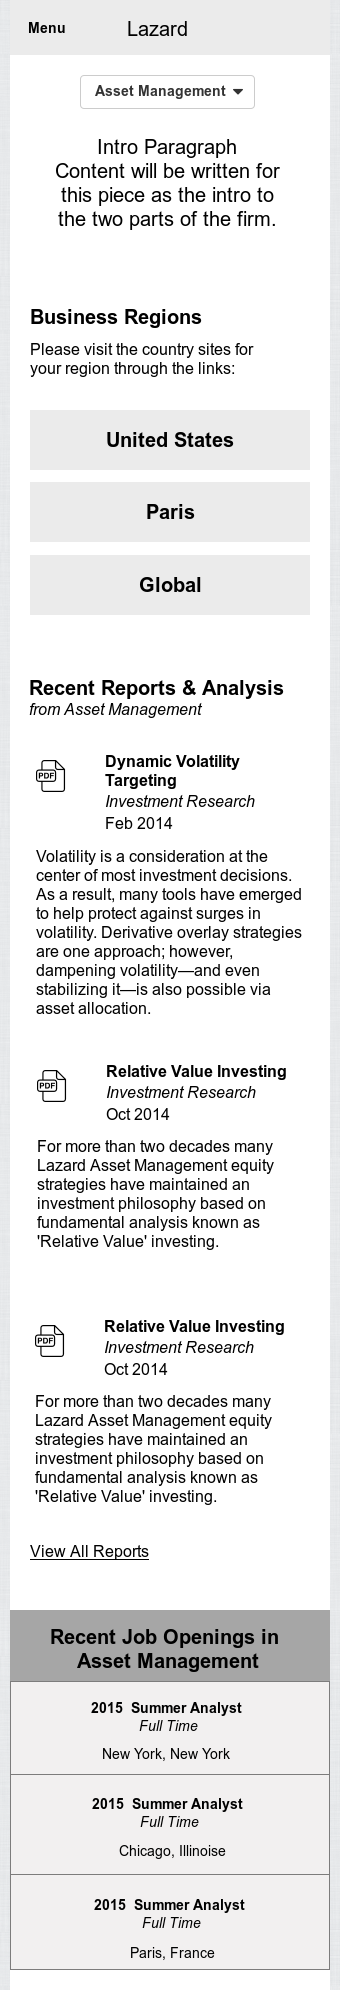 Menu
Lazard
Asset Management
Intro Paragraph
Content will be written for
this piece as the intro to
the two parts of the firm.
Business Regions
Please visit the country sites for
your region through the links:
United States
Paris
Global
Recent Reports & Analysis
from Asset Management
PDF
Dynamic Volatility
Targeting
Investment Research
Feb 2014
Volatility is a consideration at the
center of most investment decisions.
As a result, many tools have emerged
to help protect against surges in
volatility. Derivative overlay strategies
are one approach; however,
dampening volatility—and even
stabilizing it—is also possible via
asset allocation.
PDF
Relative Value Investing
Investment Research
Oct 2014
For more than two decades many
Lazard Asset Management equity
strategies have maintained an
investment philosophy based on
fundamental analysis known as
'Relative Value' investing.
PDF
Relative Value Investing
Investment Research
Oct 2014
For more than two decades many
Lazard Asset Management equity
strategies have maintained an
investment philosophy based on
fundamental analysis known as
'Relative Value' investing.
View All Reports
Recent Job Openings in
Asset Management
2015  Summer Analyst
Full Time
New York, New York
2015  Summer Analyst
Full Time
Chicago, Illinoise
2015  Summer Analyst
Full Time
Paris, France